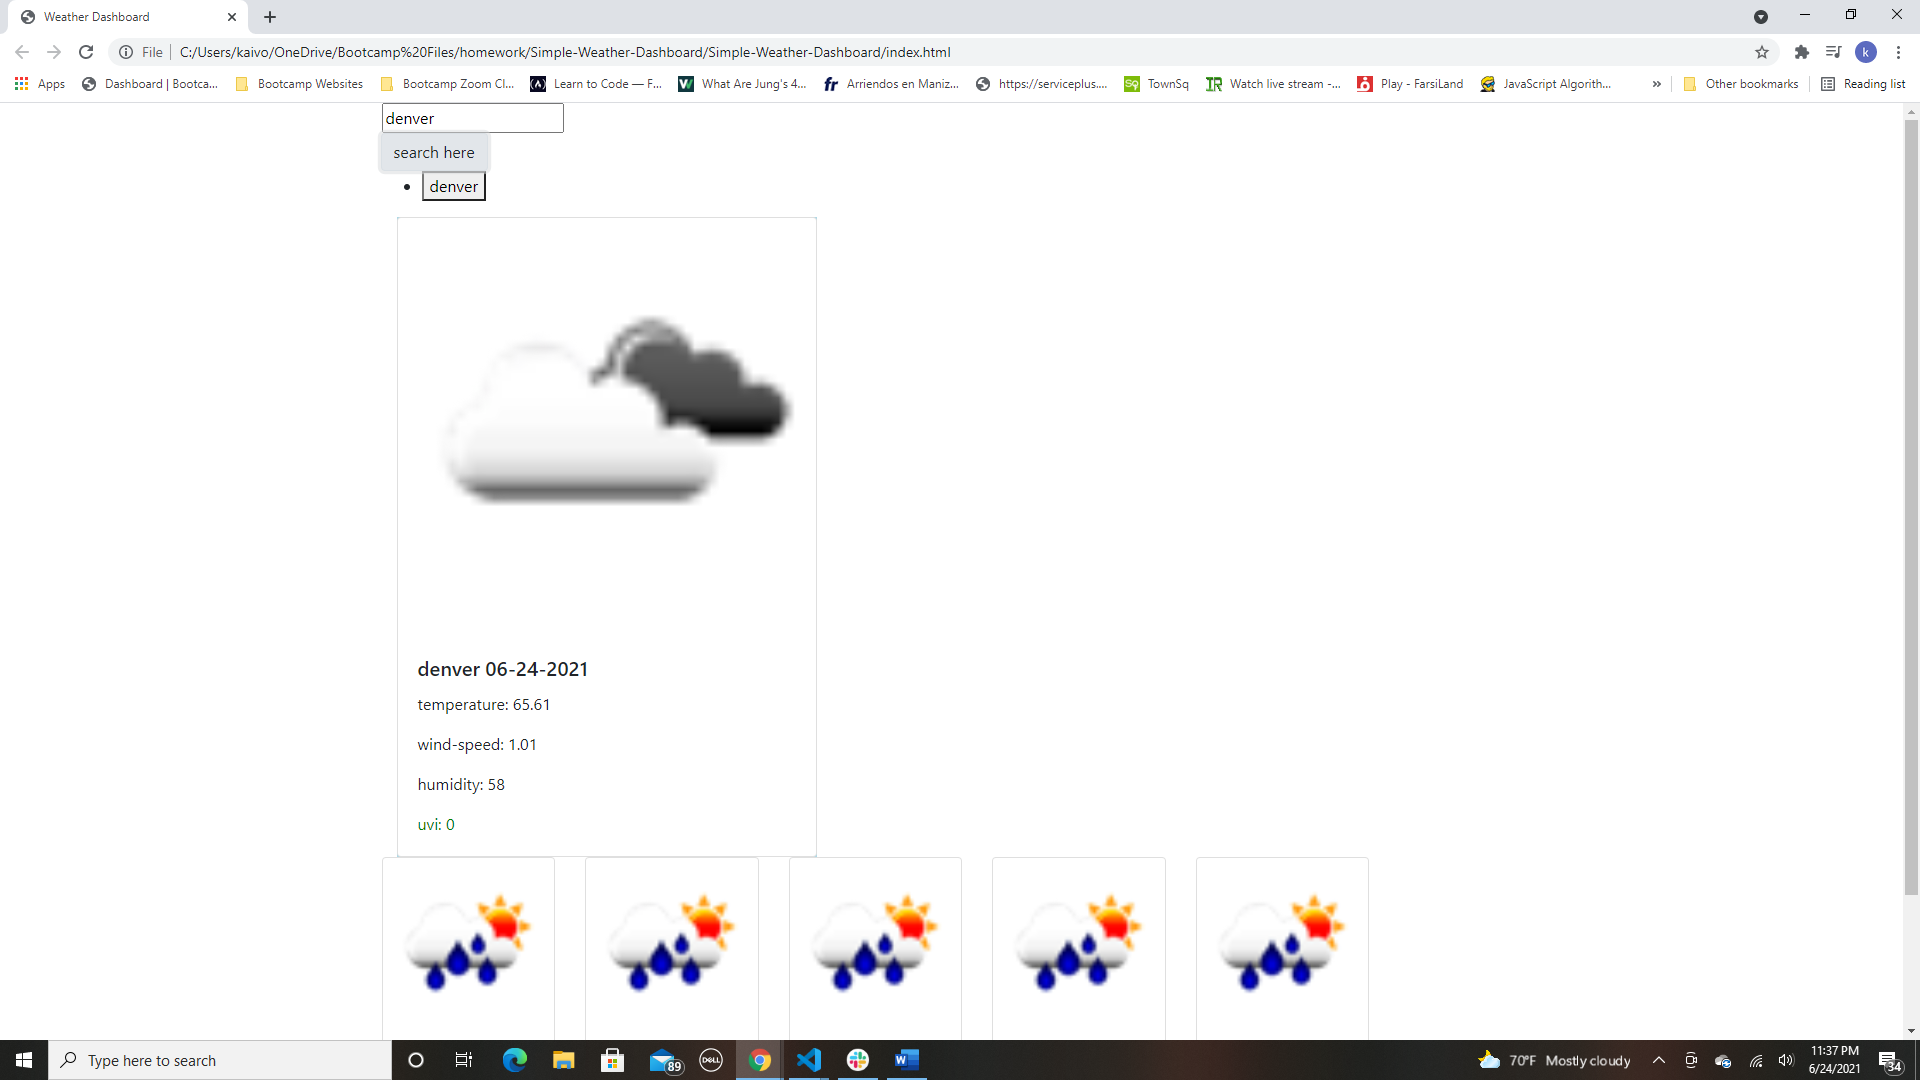 Weather Dashboard
File C:/Users/kaivo/OneDrive/Bootcamp%20Files/homework/Simple-Weather-Dashboard/Simple-Weather-Dashboard/index.html
k
Apps Dashboard | Bootca... Bootcamp Websites Bootcamp Zoom Cl... Learn to Code — F... What Are Jung's 4... fr Arriendos en Maniz... https://serviceplus.... TownSq Watch live stream -... Play - FarsiLand JavaScript Algorith... » Other bookmarks Reading list
denver
search here
• denver
denver 06-24-2021
temperature: 65.61
wind-speed: 1.01
humidity: 58
uvi: 0
Type here to search
89
DELL
70°F Mostly cloudy
11:37 PM
6/24/2021
34